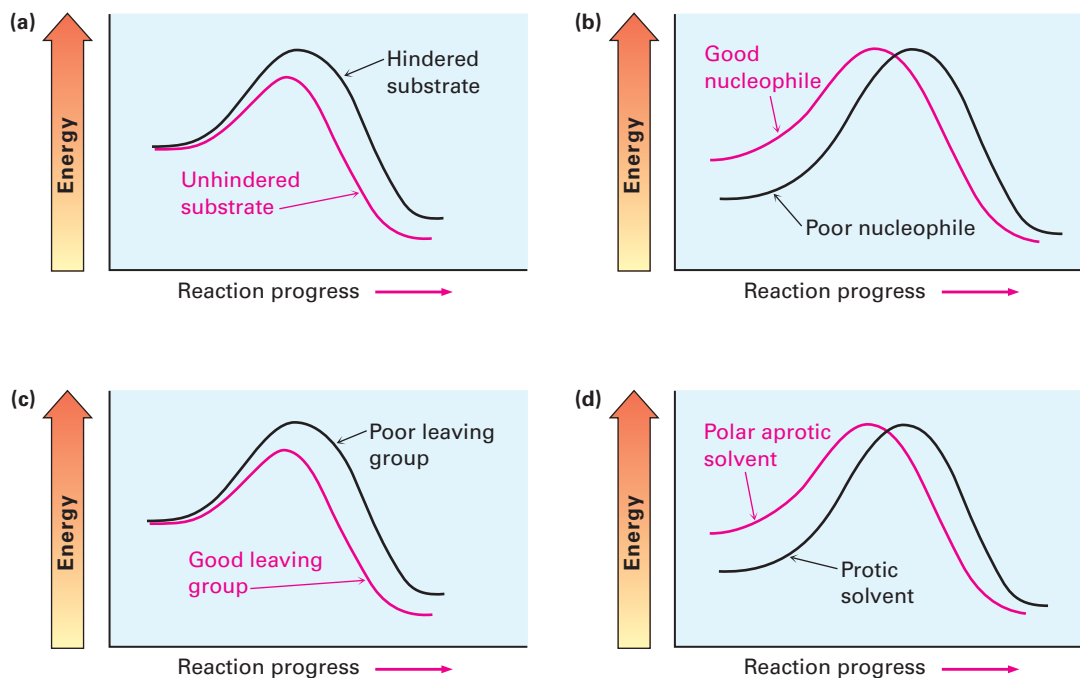 (a)
Energy
Hindered
substrate
Unhindered
substrate
Reaction progress
(b)
Energy
Good
nucleophile
Poor nucleophile
Reaction progress
(c)
Energy
Poor leaving
group
Good leaving
group
Reaction progress
(d)
Energy
Polar aprotic
solvent
Protic
solvent
Reaction progress